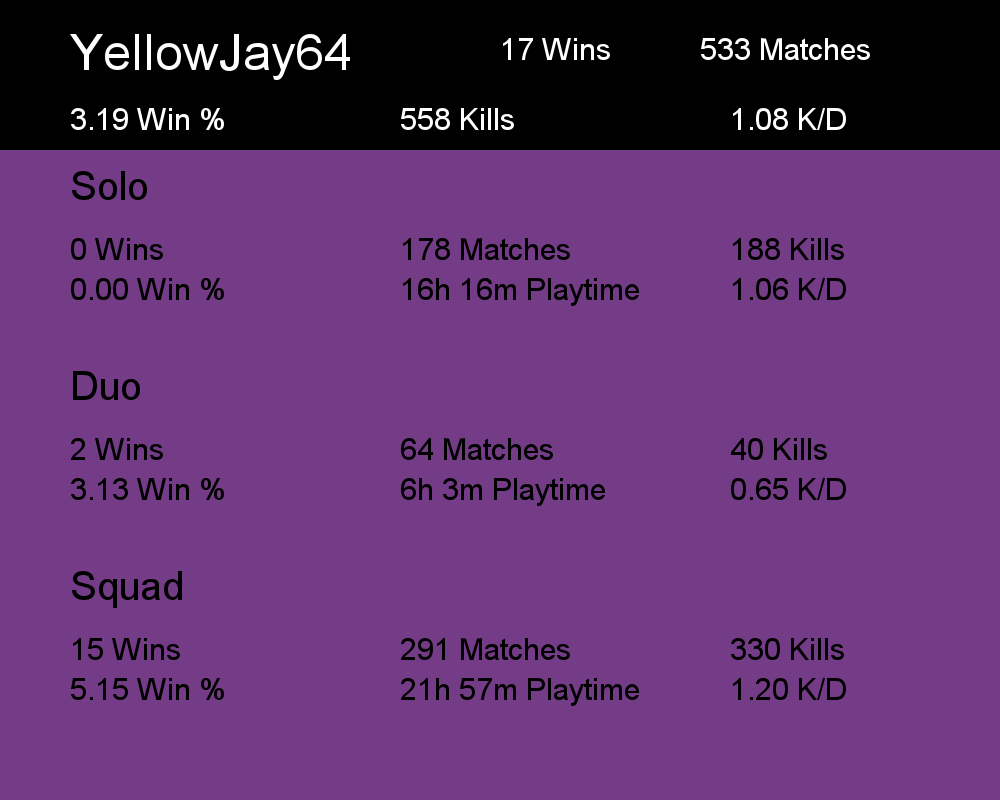 YellowJay64 17 Wins 533 Matches
3.19 Win % 558 Kills 1.08 K/D
Solo
0 Wins 178 Matches 188 Kills
0.00 Win % 16h 16m Playtime 1.06 K/D
Duo
2 Wins 64 Matches 40 Kills
3.13 Win % 6h 3m Playtime 0.65 K/D
Squad
15 Wins 291 Matches 330 Kills
5.15 Win % 21h 57m Playtime 1.20 K/D